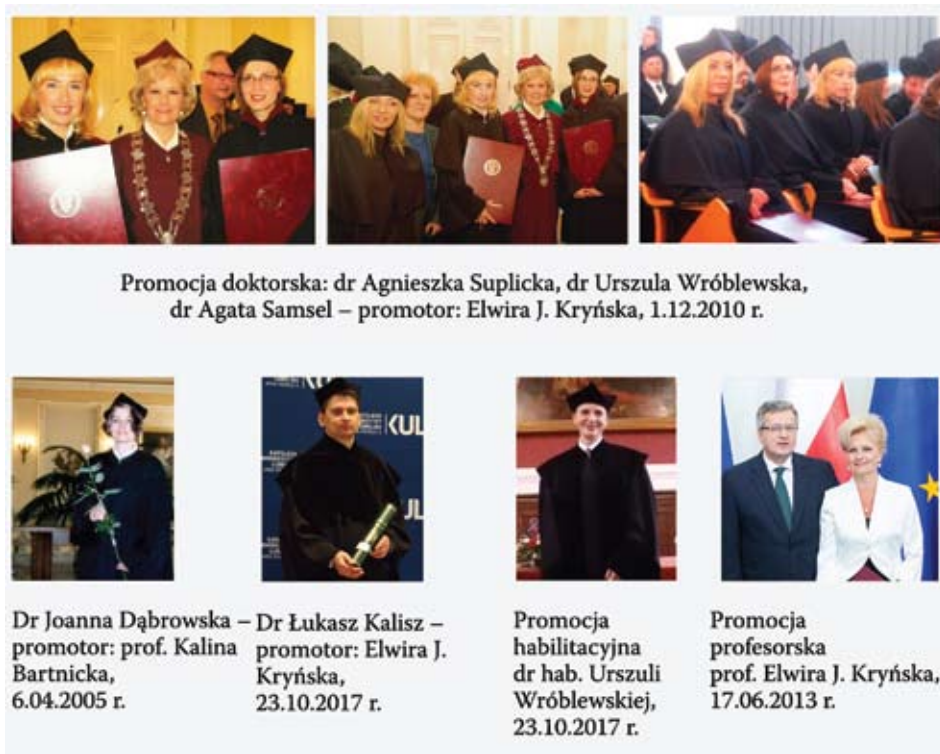 Promocja doktorska: dr Agnieszka Suplicka, dr Urszula Wróblewska,
dr Agata Samsel – promotor: Elwira J. Kryńska, 1.12.2010 r.
KUL
KUL
UL
Dr Joanna Dąbrowska –
promotor: prof. Kalina
Bartnicka,
6.04.2005 r.
Dr Łukasz Kalisz –
promotor: Elwira J.
Kryńska,
23.10.2017 r.
Promocja
habilitacyjna
dr hab. Urszuli
Wróblewskiej,
23.10.2017 r.
Promocja
profesorska
prof. Elwira J. Kryńska,
17.06.2013 r.